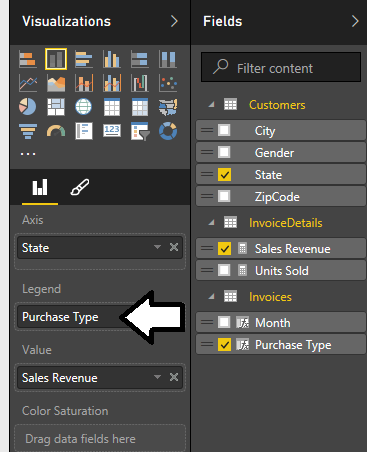 Visualizations
Fields
Filter content
Customers
City
Gender
State
ZipCode
InvoiceDetails
Sales Revenue
Units Sold
Invoices
Month
Purchase Type
123
R
...
Axis
State
Legend
Purchase Type
Value
Sales Revenue
Color Saturation
Drag data fields here